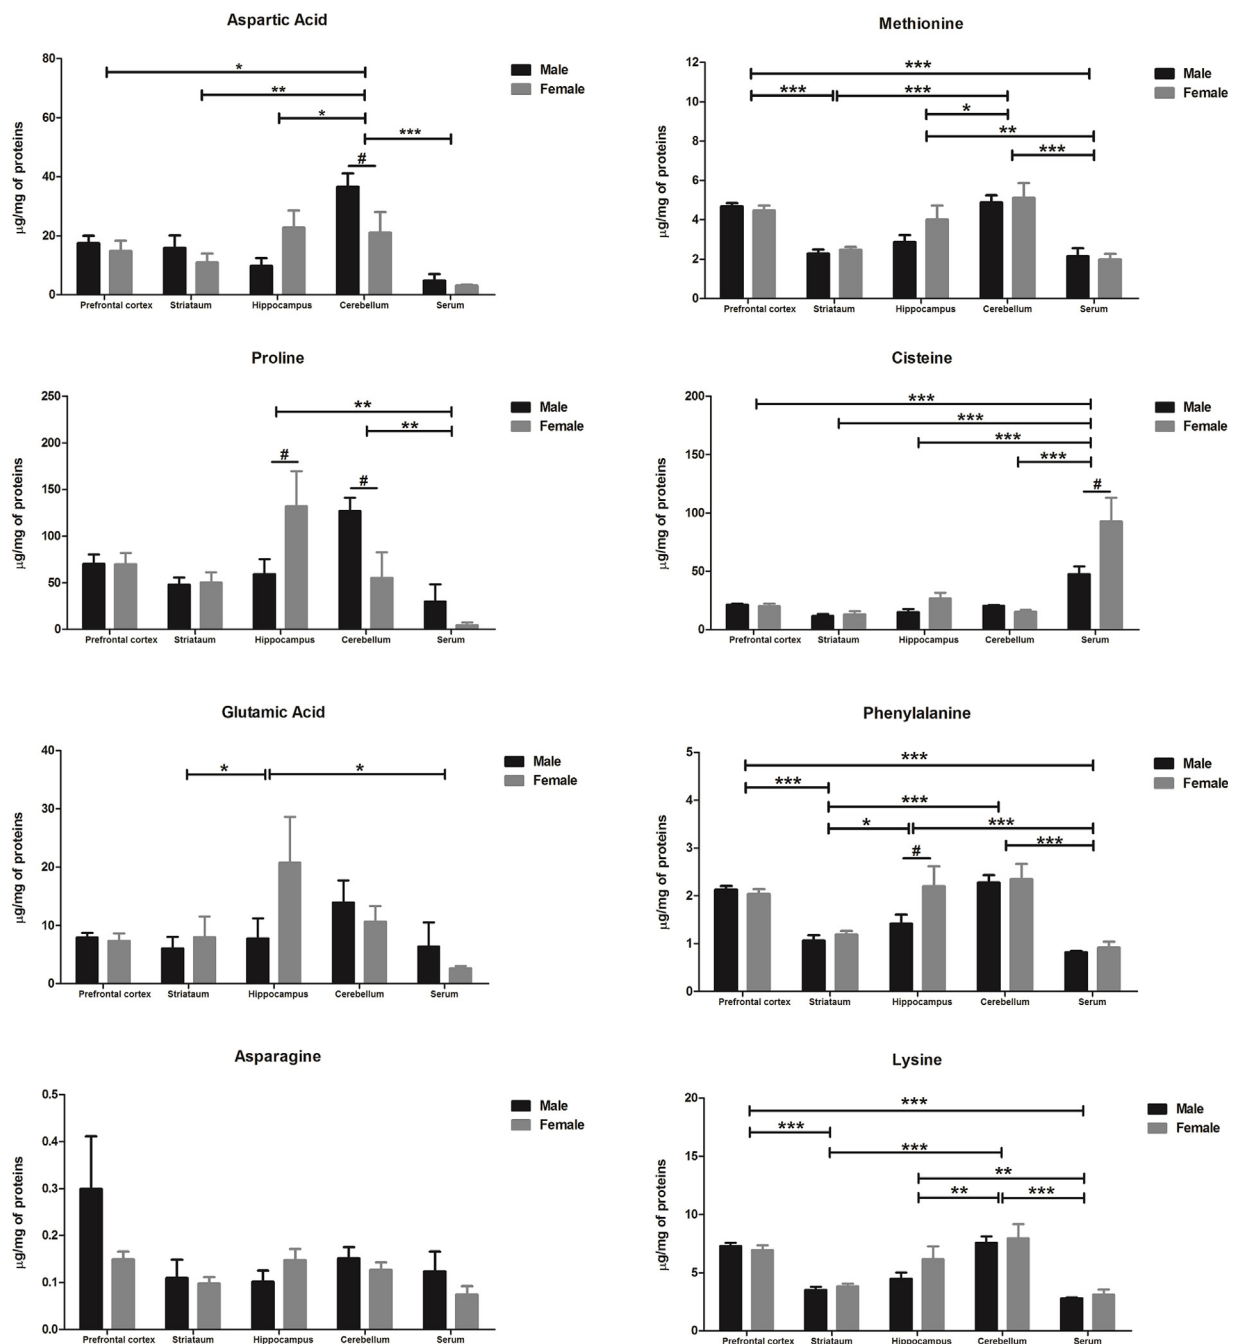 Aspartic Acid
µg/mg of proteins
80
60
40
20
0
*
**
*
***
#
Male
Female
Prefrontal cortex Striataum Hippocampus Cerebellum Serum
Methionine
µg/mg of proteins
12
10
8
6
4
2
0
***
*** ***
*
**
***
Male
Female
Prefrontal cortex Striataum Hippocampus Cerebellum Serum
Proline
µg/mg of proteins
250
200
150
100
50
0
**
**
# #
Male
Female
Prefrontal cortex Striataum Hippocampus Cerebellum Serum
Cisteine
µg/mg of proteins
200
150
100
50
0
***
***
***
***
#
Male
Female
Prefrontal cortex Striataum Hippocampus Cerebellum Serum
Glutamic Acid
µg/mg of proteins
40
30
20
10
0
* *
Male
Female
Prefrontal cortex Striataum Hippocampus Cerebellum Serum
Phenylalanine
µg/mg of proteins
5
4
3
2
1
0
***
***
***
* ***
***
#
Male
Female
Prefrontal cortex Striataum Hippocampus Cerebellum Serum
Asparagine
µg/mg of proteins
0.5
0.4
0.3
0.2
0.1
0.0
Male
Female
Prefrontal cortex Striataum Hippocampus Cerebellum Serum
Lysine
µg/mg of proteins
20
15
10
5
0
***
***
***
**
** ***
Male
Female
Prefrontal cortex Striataum Hippocampus Cerebellum Serum